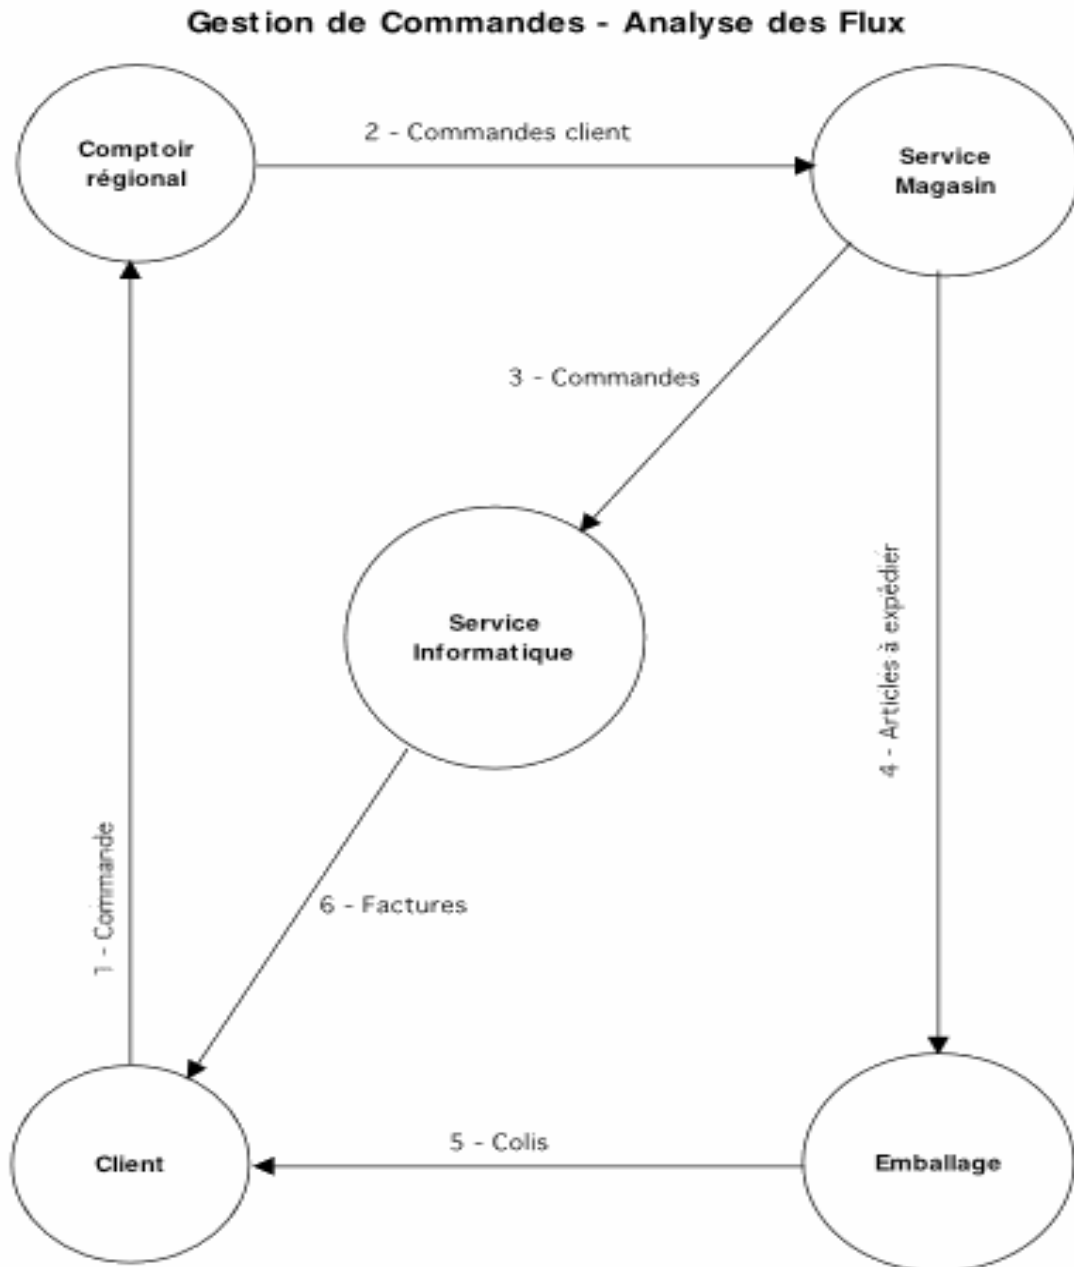 Gestion de Commandes - Analyse des Flux
Comptoir
régional
2 - Commandes client
Service
Magasin
3 - Commandes
Service
Informatique
4 - Articles à expédier
1 - Commande
6 - Factures
Client
5 - Colis
Emballage